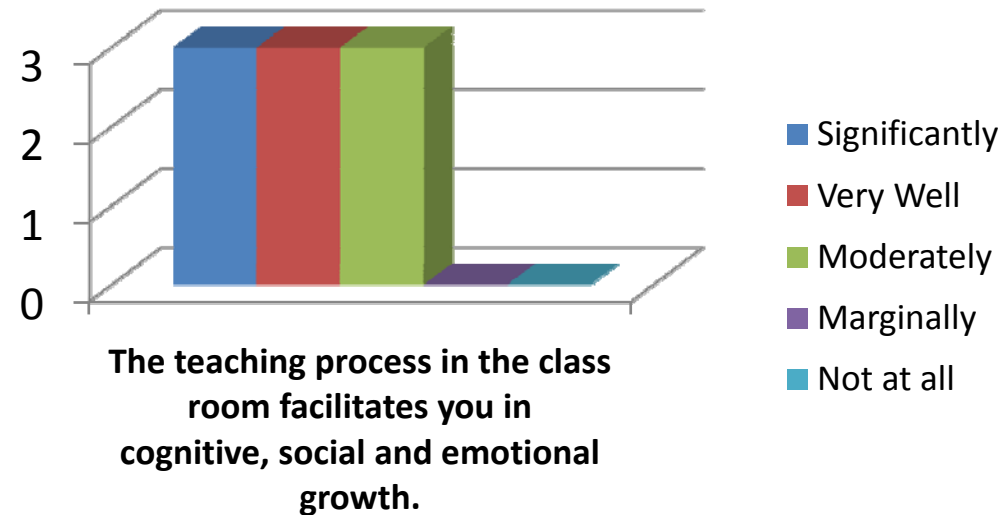 3
2
1
0
Significantly
Very Well
Moderately
Marginally
Not at all
The teaching process in the class
room facilitates you in
cognitive, social and emotional
growth.